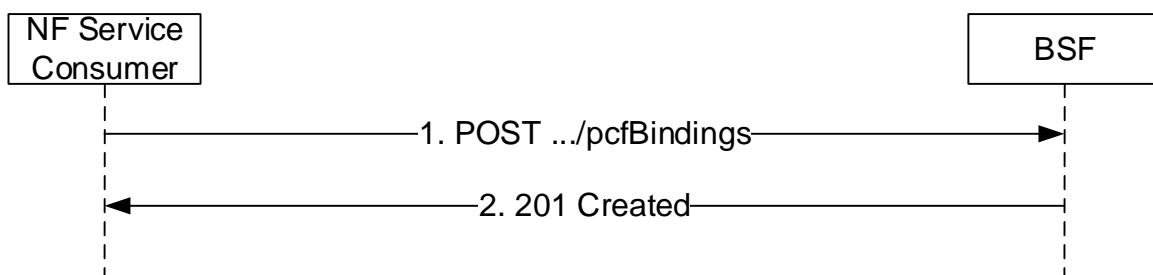 NF Service
Consumer
BSF
1. POST .../pcfBindings
2. 201 Created